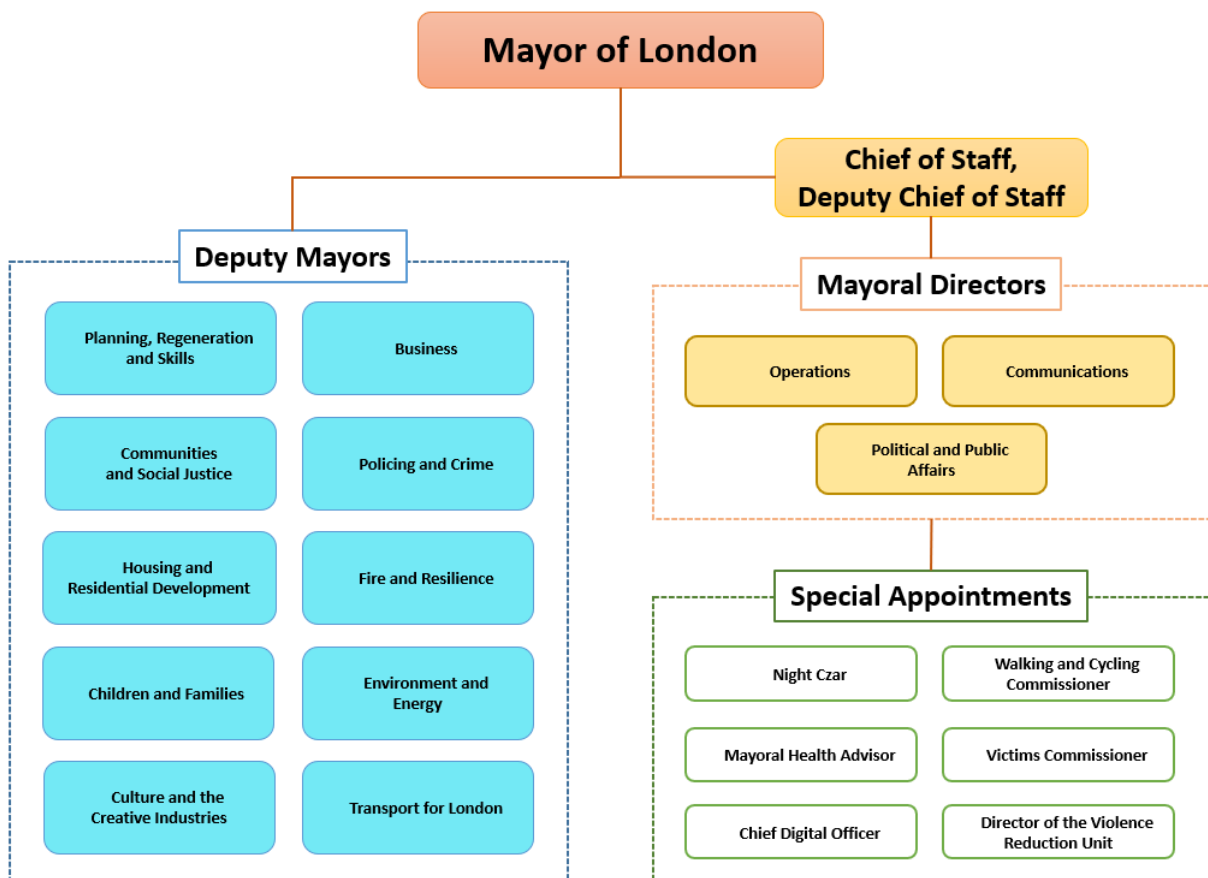 Mayor of London
Chief of Staff,
Deputy Chief of Staff
Deputy Mayors
Planning, Regeneration
and Skills
Business
Communities
and Social Justice
Policing and Crime
Housing and
Residential Development
Fire and Resilience
Children and Families
Environment and
Energy
Culture and the
Creative Industries
Transport for London
Mayoral Directors
Operations
Communications
Political and Public
Affairs
Special Appointments
Night Czar
Walking and Cycling
Commissioner
Mayoral Health Advisor
Victims Commissioner
Chief Digital Officer
Director of the Violence
Reduction Unit